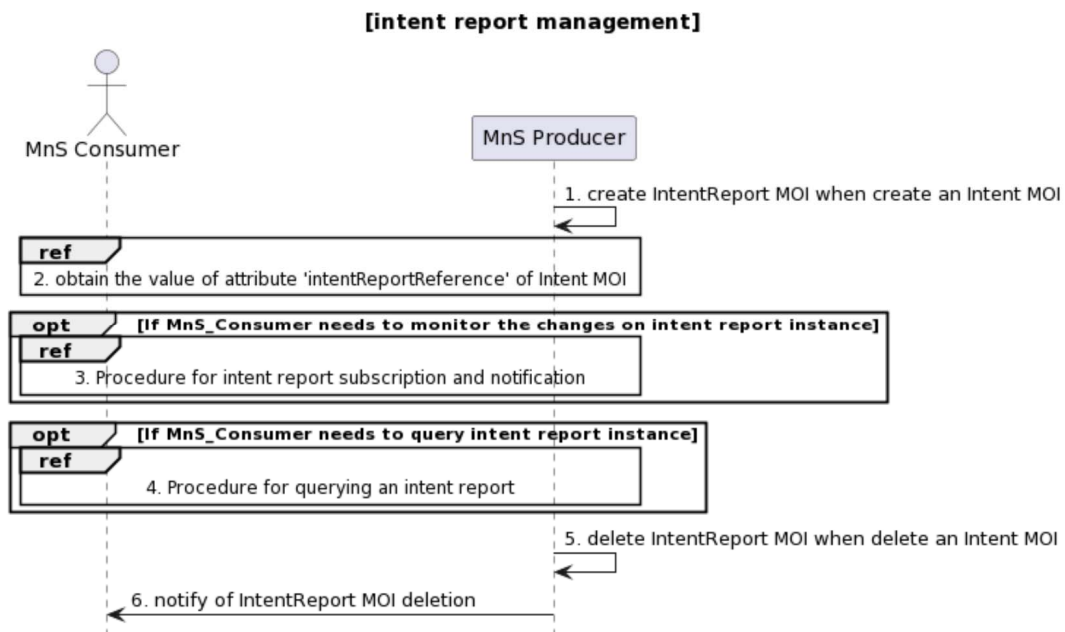 [intent report management]
MnS Consumer
MnS Producer
1. create IntentReport MOI when create an Intent MOI
ref
2. obtain the value of attribute 'intentReportReference' of Intent MOI
opt [If MnS_Consumer needs to monitor the changes on intent report instance]
ref
3. Procedure for intent report subscription and notification
opt [If MnS_Consumer needs to query intent report instance]
ref
4. Procedure for querying an intent report
5. delete IntentReport MOI when delete an Intent MOI
6. notify of IntentReport MOI deletion